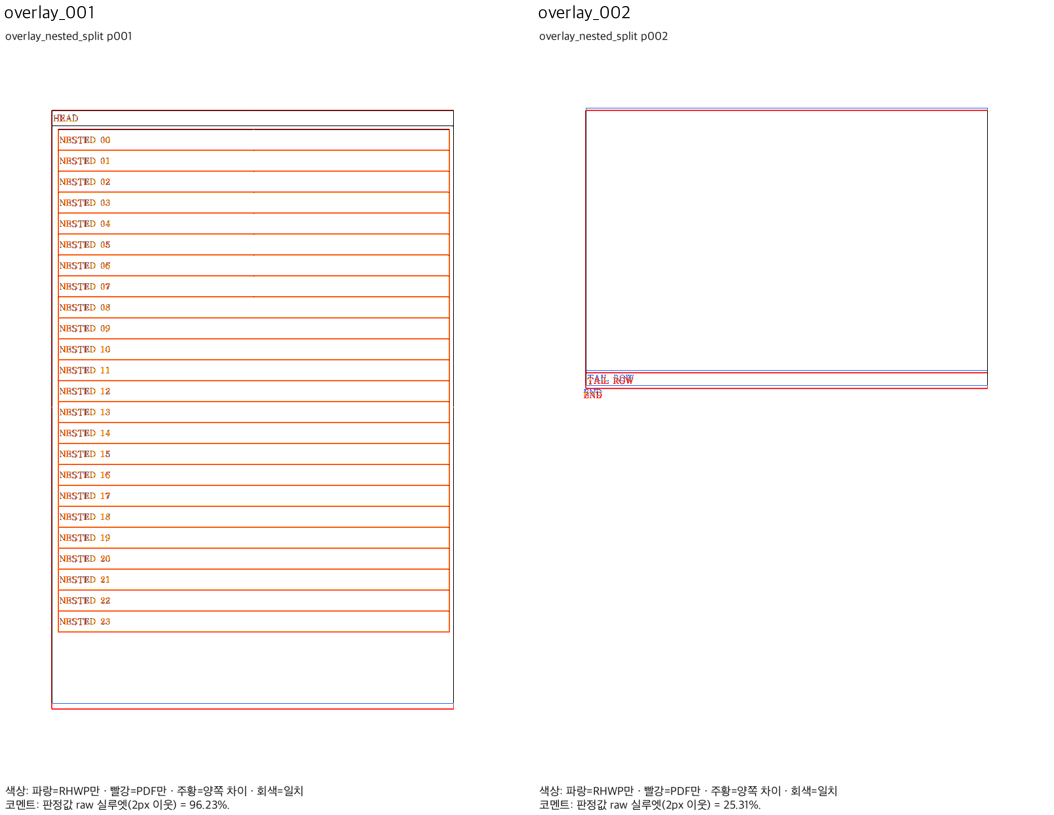 overlay_001
overlay_nested_split p001
HEAD
NESTED 00
NESTED 01
NESTED 02
NESTED 03
NESTED 04
NESTED 05
NESTED 06
NESTED 07
NESTED 08
NESTED 09
NESTED 10
NESTED 11
NESTED 12
NESTED 13
NESTED 14
NESTED 15
NESTED 16
NESTED 17
NESTED 18
NESTED 19
NESTED 20
NESTED 21
NESTED 22
NESTED 23
색상: 파랑=RHWP만 · 빨강=PDF만 · 주황=양쪽 차이 · 회색=일치
코멘트: 판정값 raw 실루엣(2px 이웃) = 96.23%.
overlay_002
overlay_nested_split p002
TAIL ROW
END
색상: 파랑=RHWP만 · 빨강=PDF만 · 주황=양쪽 차이 · 회색=일치
코멘트: 판정값 raw 실루엣(2px 이웃) = 25.31%.